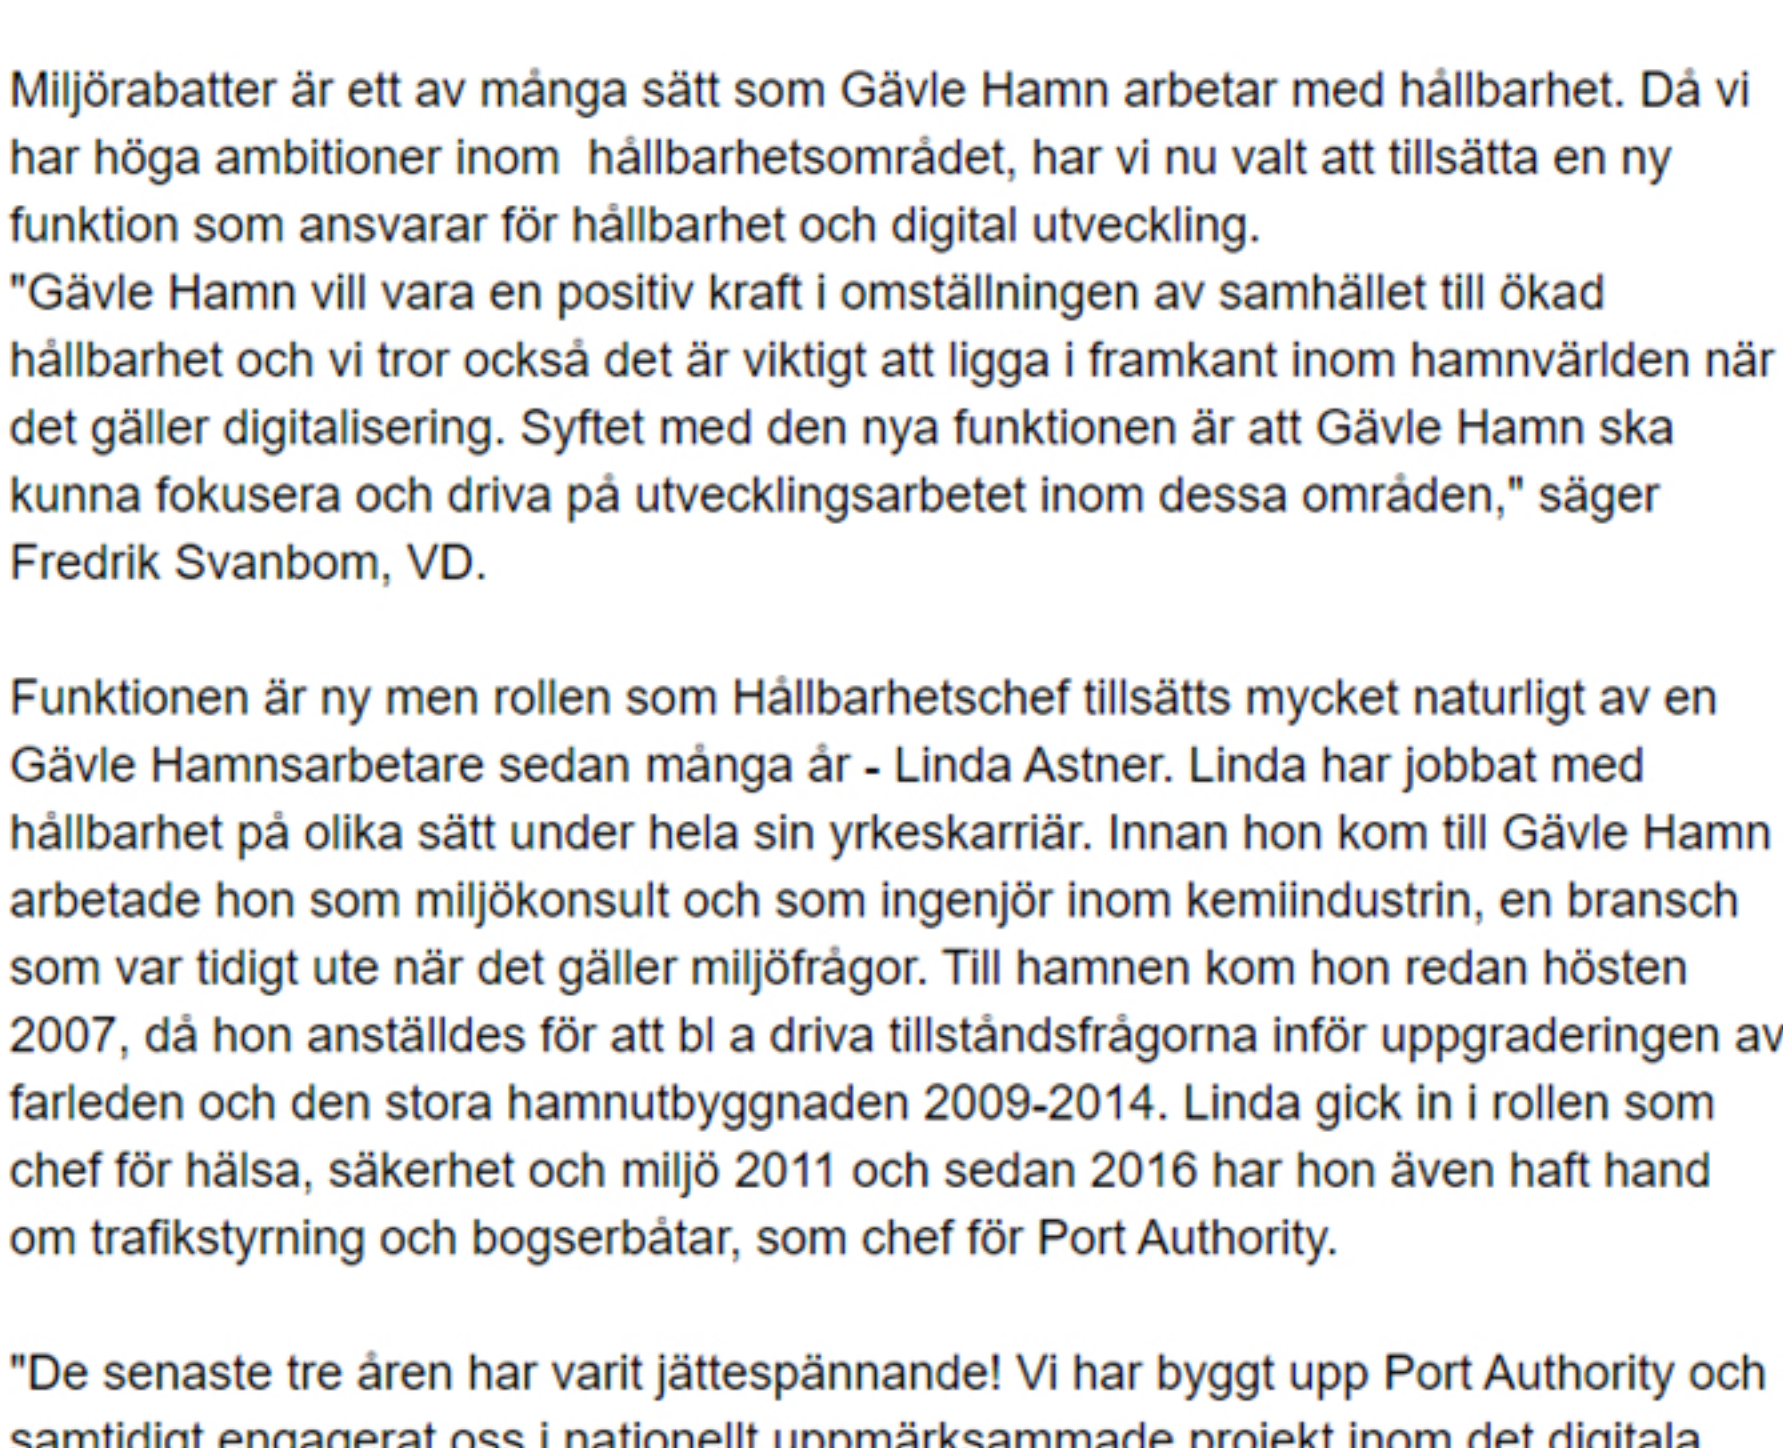 Miljörabatter är ett av många sätt som Gävle Hamn arbetar med hållbarhet. Då vi
har höga ambitioner inom  hållbarhetsområdet, har vi nu valt att tillsätta en ny
funktion som ansvarar för hållbarhet och digital utveckling.
"Gävle Hamn vill vara en positiv kraft i omställningen av samhället till ökad
hållbarhet och vi tror också det är viktigt att ligga i framkant inom hamnvärlden när
det gäller digitalisering. Syftet med den nya funktionen är att Gävle Hamn ska
kunna fokusera och driva på utvecklingsarbetet inom dessa områden," säger
Fredrik Svanbom, VD.
Funktionen är ny men rollen som Hållbarhetschef tillsätts mycket naturligt av en
Gävle Hamnsarbetare sedan många år - Linda Astner. Linda har jobbat med
hållbarhet på olika sätt under hela sin yrkeskarriär. Innan hon kom till Gävle Hamn
arbetade hon som miljökonsult och som ingenjör inom kemiindustrin, en bransch
som var tidigt ute när det gäller miljöfrågor. Till hamnen kom hon redan hösten
2007, då hon anställdes för att bl a driva tillståndsfrågorna inför uppgraderingen av
farleden och den stora hamnutbyggnaden 2009-2014. Linda gick in i rollen som
chef för hälsa, säkerhet och miljö 2011 och sedan 2016 har hon även haft hand
om trafikstyrning och bogserbåtar, som chef för Port Authority.
"De senaste tre åren har varit jättespännande! Vi har byggt upp Port Authority och
samtidigt engagerat oss i nationellt uppmärksammade projekt inom det digitala